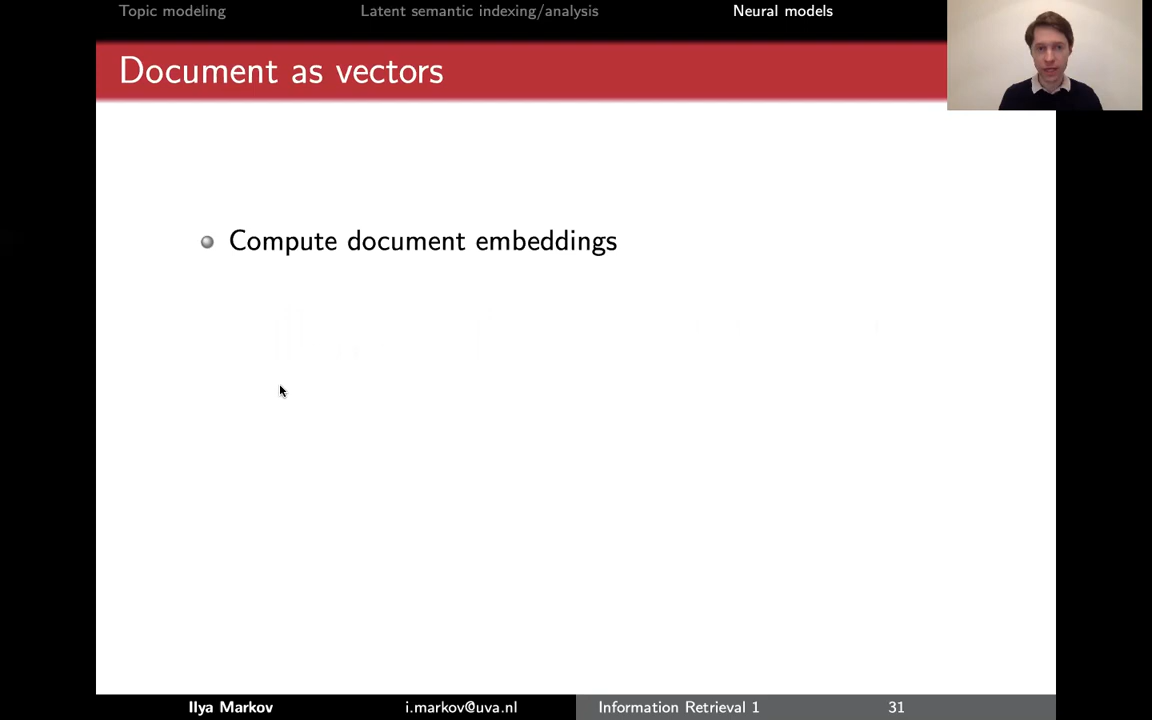 Topic modeling Latent semantic indexing/analysis Neural models
Document as vectors
Compute document embeddings
Ilya Markov i.markov@uva.nl Information Retrieval 1 31